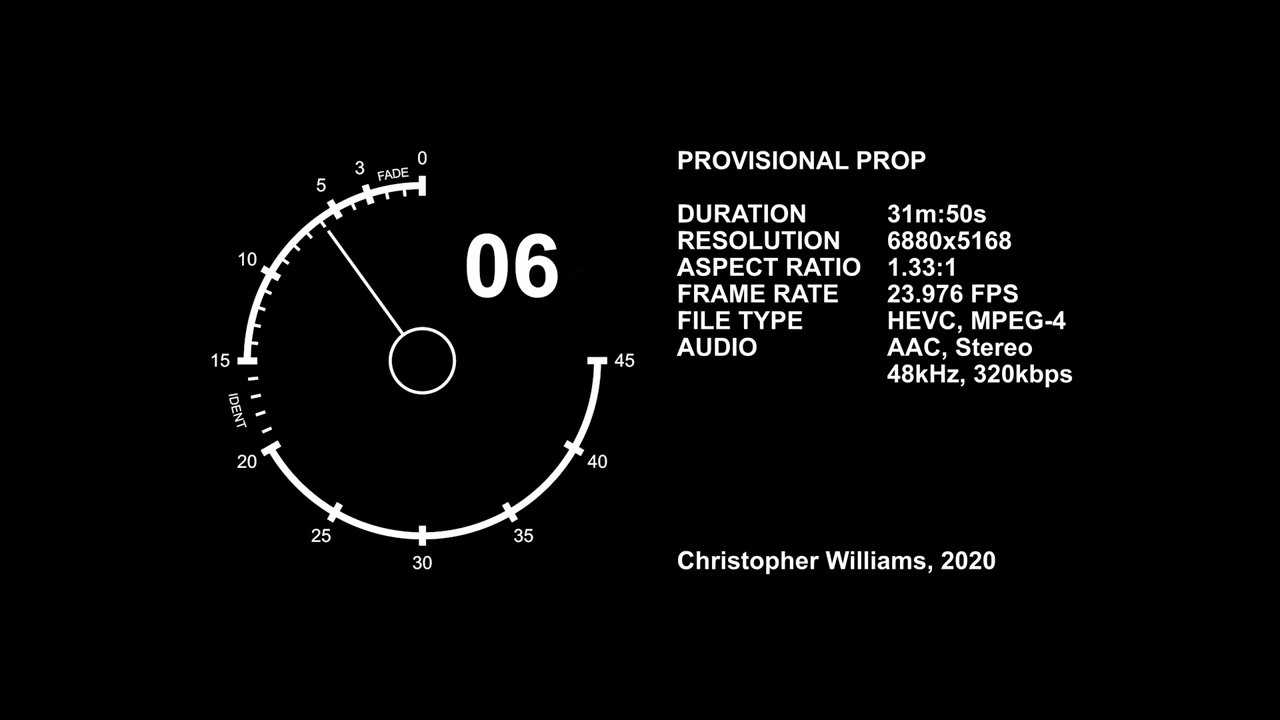 0
FADE
3
5
10
15
IDENT
20
25
30
35
40
45
06
PROVISIONAL PROP
DURATION 31m:50s
RESOLUTION 6880x5168
ASPECT RATIO 1.33:1
FRAME RATE 23.976 FPS
FILE TYPE HEVC, MPEG-4
AUDIO AAC, Stereo
48kHz, 320kbps
Christopher Williams, 2020